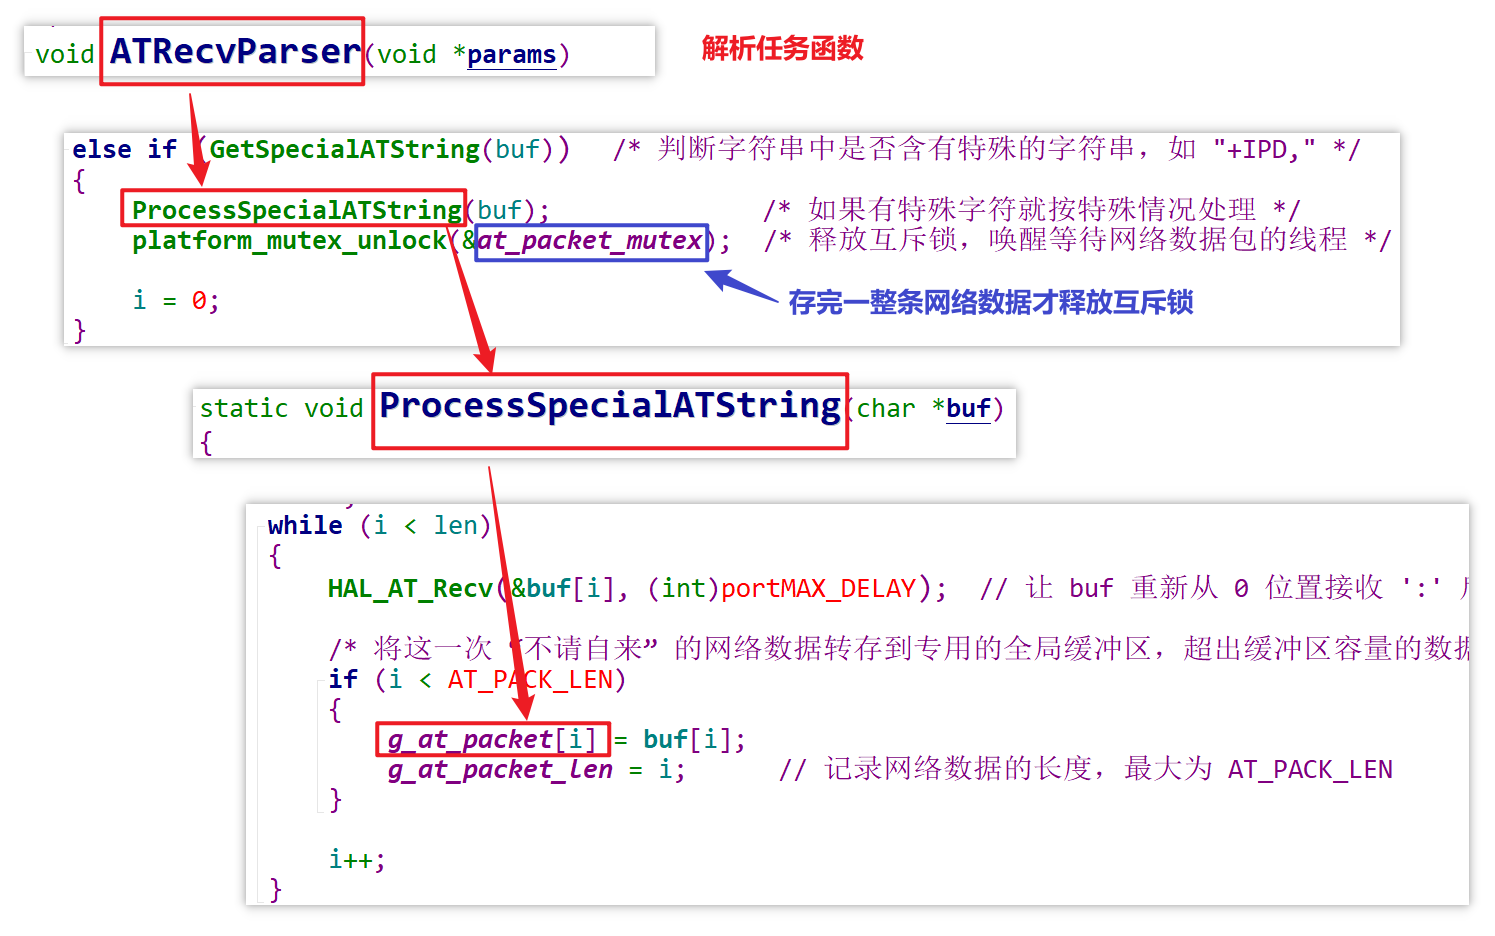 void ATRecvParser(void *params)
解析任务函数
else if (GetSpecialATString(buf)) /* 判断字符串中是否含有特殊的字符串，如 "+IPD," */
{
ProcessSpecialATString(buf); /* 如果有特殊字符就按特殊情况处理 */
platform_mutex_unlock(&at_packet_mutex); /* 释放互斥锁，唤醒等待网络数据包的线程 */
i = 0;
存完一整条网络数据才释放互斥锁
}
static void ProcessSpecialATString(char *buf)
{
while (i < len)
{
HAL_AT_Recv(&buf[i], (int)portMAX_DELAY); // 让 buf 重新从 0 位置接收 ':'
/* 将这一次 “不请自来” 的网络数据转存到专用的全局缓冲区，超出缓冲区容量的数据
if (i < AT_PACK_LEN)
{
g_at_packet[i] = buf[i];
g_at_packet_len = i; // 记录网络数据的长度，最大为 AT_PACK_LEN
}
i++;
}